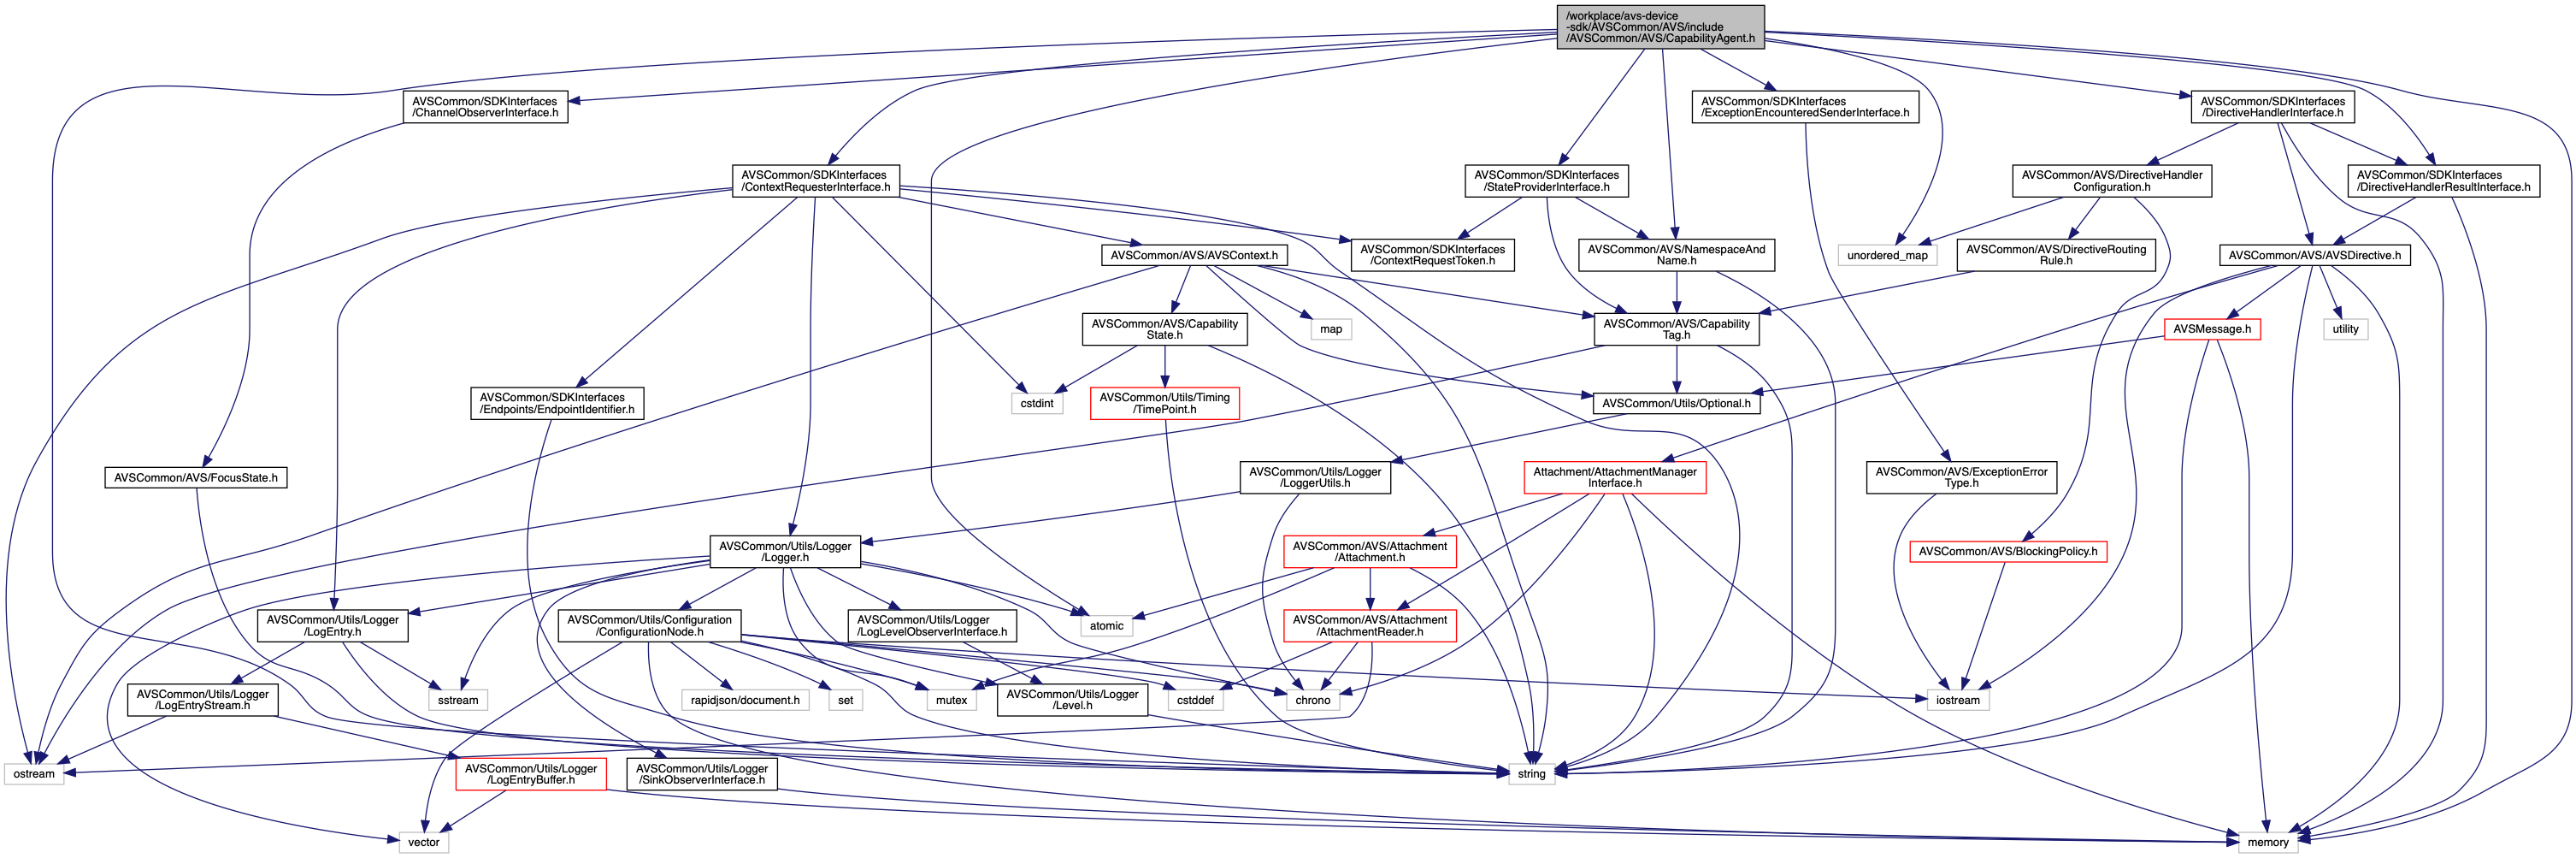 /workplace/avs-device
-sdk/AVSCommon/AVS/include
/AVSCommon/AVS/CapabilityAgent.h
AVSCommon/SDKInterfaces
/ChannelObserverInterface.h
AVSCommon/SDKInterfaces
/ExceptionEncounteredSenderInterface.h
AVSCommon/SDKInterfaces
/DirectiveHandlerInterface.h
AVSCommon/SDKInterfaces
/ContextRequesterInterface.h
AVSCommon/SDKInterfaces
/StateProviderInterface.h
AVSCommon/AVS/DirectiveHandler
Configuration.h
AVSCommon/SDKInterfaces
/DirectiveHandlerResultInterface.h
AVSCommon/AVS/AVSContext.h
AVSCommon/SDKInterfaces
/ContextRequestToken.h
AVSCommon/AVS/NamespaceAnd
Name.h
unordered_map
AVSCommon/AVS/DirectiveRouting
Rule.h
AVSCommon/AVS/AVSDirective.h
AVSCommon/AVS/Capability
State.h
map
AVSCommon/AVS/Capability
Tag.h
AVSMessage.h
utility
AVSCommon/SDKInterfaces
/Endpoints/EndpointIdentifier.h
cstdint
AVSCommon/Utils/Timing
/TimePoint.h
AVSCommon/Utils/Optional.h
AVSCommon/AVS/FocusState.h
AVSCommon/Utils/Logger
/LoggerUtils.h
Attachment/AttachmentManager
Interface.h
AVSCommon/AVS/ExceptionError
Type.h
AVSCommon/Utils/Logger
/Logger.h
AVSCommon/AVS/Attachment
/Attachment.h
AVSCommon/AVS/BlockingPolicy.h
AVSCommon/Utils/Logger
/LogEntry.h
AVSCommon/Utils/Configuration
/ConfigurationNode.h
AVSCommon/Utils/Logger
/LogLevelObserverInterface.h
atomic
AVSCommon/AVS/Attachment
/AttachmentReader.h
AVSCommon/Utils/Logger
/LogEntryStream.h
sstream
rapidjson/document.h
set
mutex
AVSCommon/Utils/Logger
/Level.h
cstddef
chrono
iostream
ostream
AVSCommon/Utils/Logger
/LogEntryBuffer.h
AVSCommon/Utils/Logger
/SinkObserverInterface.h
string
vector
memory